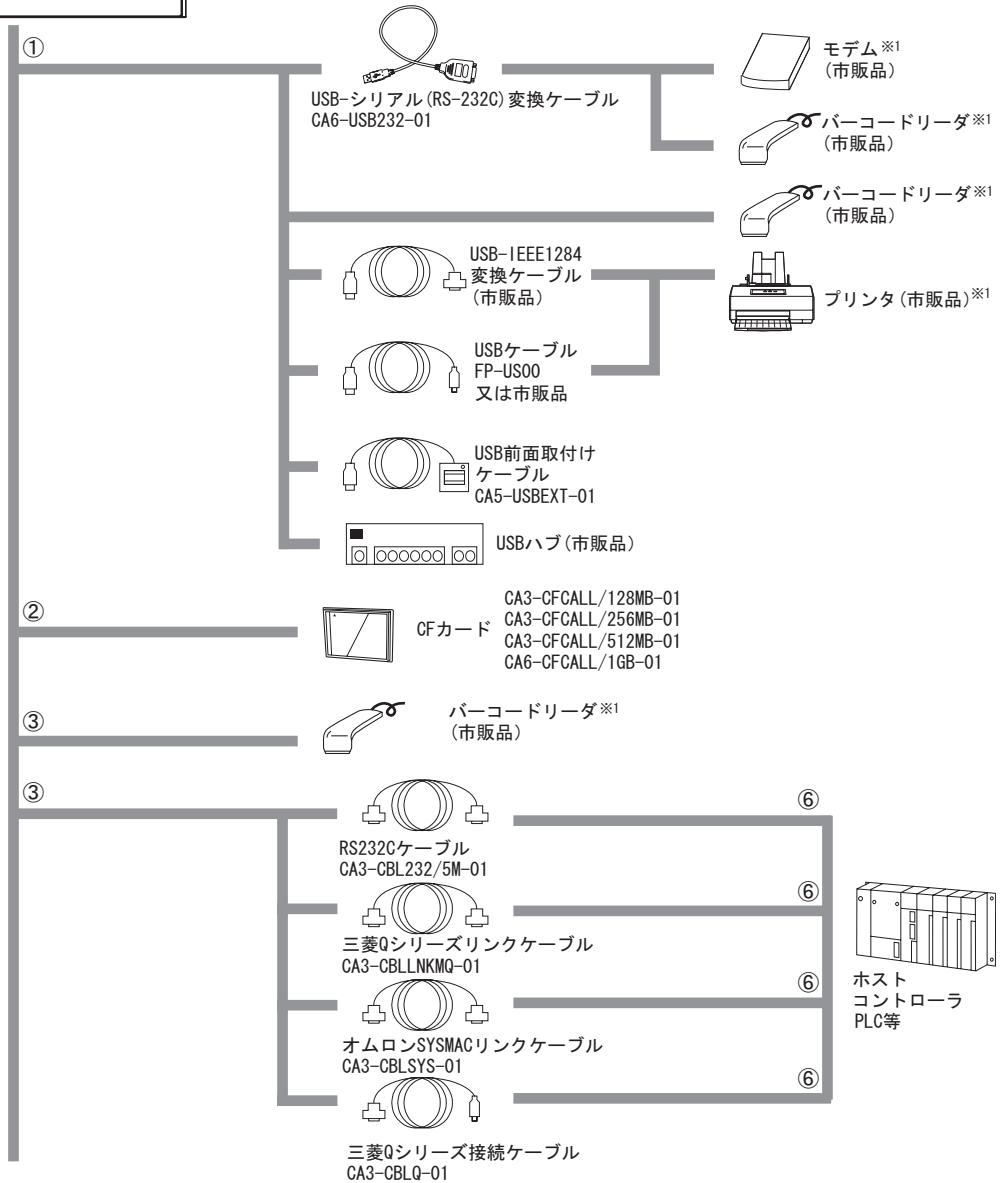 ①
USB-シリアル(RS-232C)変換ケーブル
CA6-USB232-01
モデム※1
(市販品)
バーコードリーダ※1
(市販品)
バーコードリーダ※1
(市販品)
USB-IEEE1284
変換ケーブル
(市販品)
プリンタ(市販品)※1
USBケーブル
FP-US00
又は市販品
USB前面取付け
ケーブル
CA5-USBEXT-01
USBハブ(市販品)
②
CFカード
CA3-CFCALL/128MB-01
CA3-CFCALL/256MB-01
CA3-CFCALL/512MB-01
CA6-CFCALL/1GB-01
③
バーコードリーダ※1
(市販品)
③
RS232Cケーブル
CA3-CBL232/5M-01
⑥
三菱Qシリーズリンクケーブル
CA3-CBLLNKMQ-01
⑥
オムロンSYSMACリンクケーブル
CA3-CBLSYS-01
⑥
三菱Qシリーズ接続ケーブル
CA3-CBLQ-01
⑥
ホスト
コントローラ
PLC等